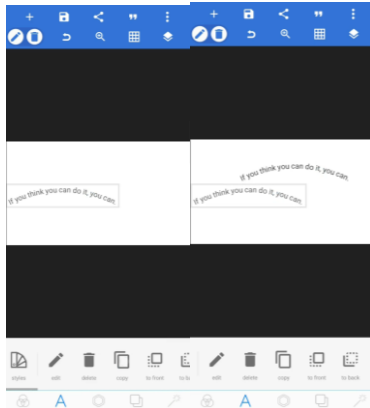 If you think you can do it, you can.
styles edit delete copy to front to b
If you think you can do it, you can.
If you think you can do it, you can.
edit delete copy to front to back